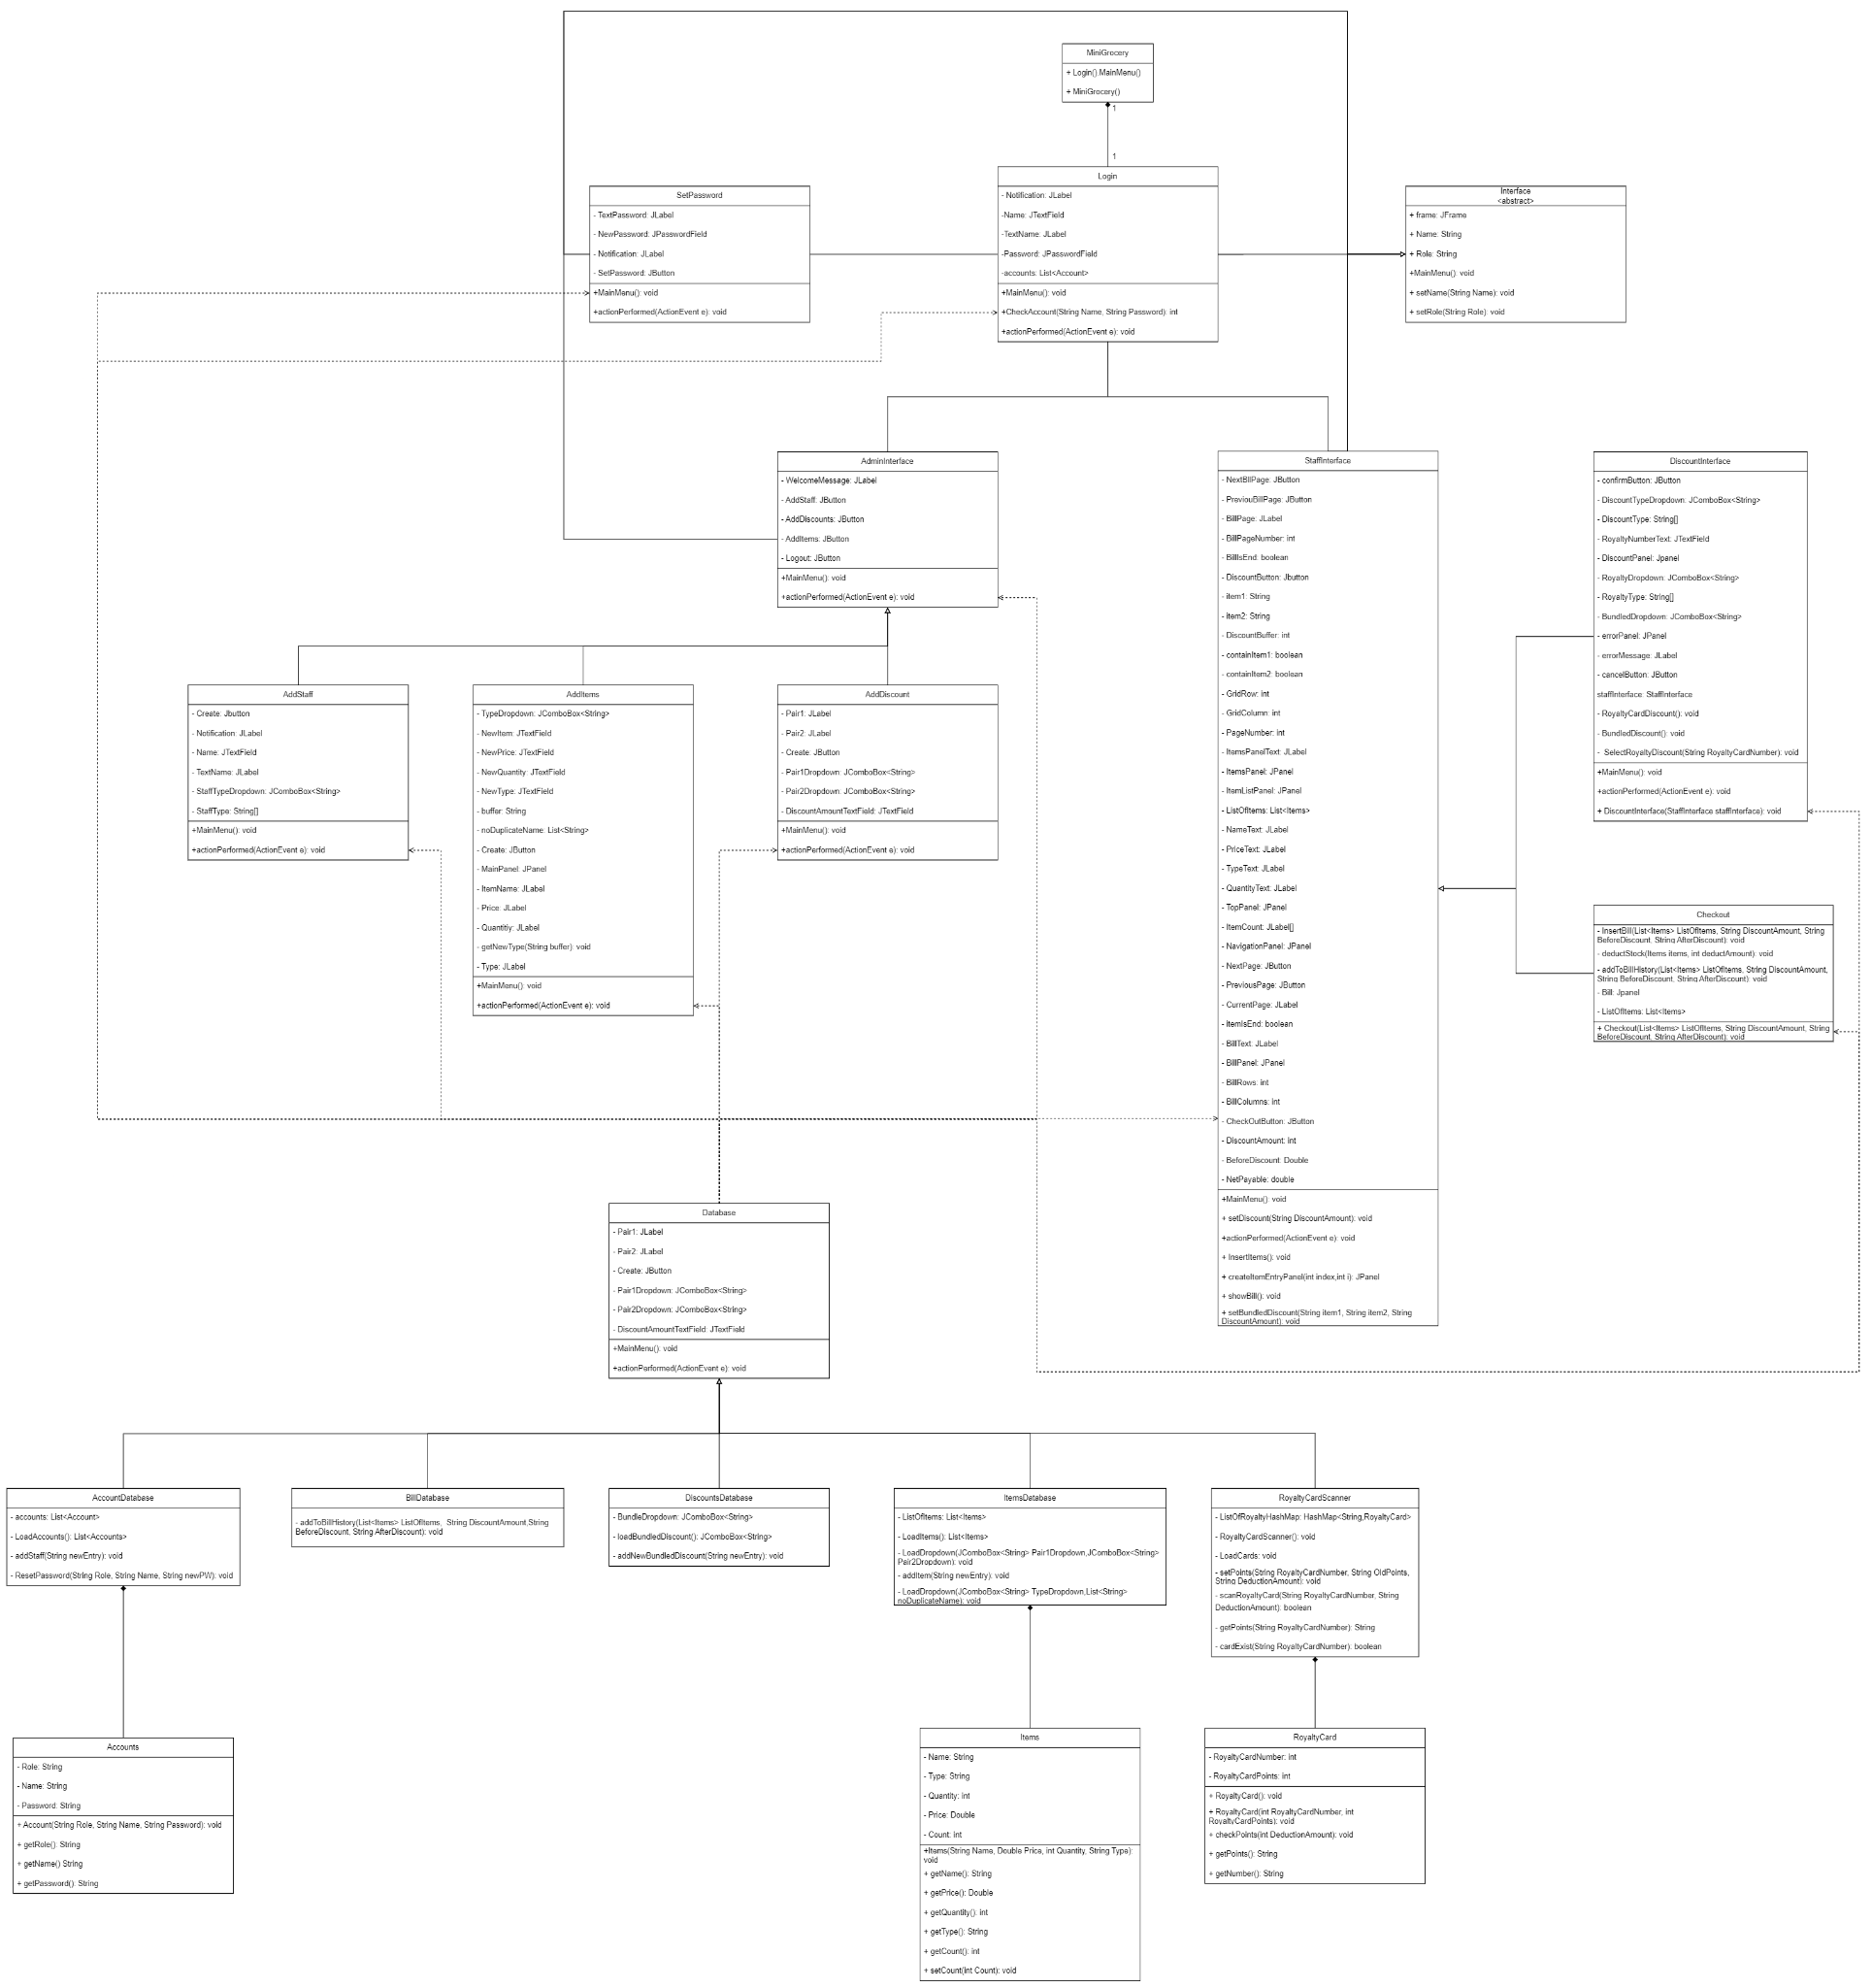 MiniGrocery
+ Login().MainMenu()
+ MiniGrocery()
1
1
SetPassword
- TextPassword: JLabel
- NewPassword: JPasswordField
- Notification: JLabel
- SetPassword: JButton
+MainMenu(): void
+actionPerformed(ActionEvent e): void
Login
- Notification: JLabel
-Name: JTextField
-TextName: JLabel
-Password: JPasswordField
-accounts: List<Account>
+MainMenu(): void
+CheckAccount(String Name, String Password): int
+actionPerformed(ActionEvent e): void
Interface
<abstract>
+ frame: JFrame
+ Name: String
+ Role: String
+MainMenu(): void
+ setName(String Name): void
+ setRole(String Role): void
AdminInterface
- WelcomeMessage: JLabel
- AddStaff: JButton
- AddDiscounts: JButton
- AddItems: JButton
- Logout: JButton
+MainMenu(): void
+actionPerformed(ActionEvent e): void
StaffInterface
- NextBillPage: JButton
- PreviouBillPage: JButton
- BillPage: JLabel
- BillPageNumber: int
- BillIsEnd: boolean
- DiscountButton: Jbutton
- item1: String
- Item2: String
- DiscountBuffer: int
- containItem1: boolean
- containItem2: boolean
- GridRow: int
- GridColumn: int
- PageNumber: int
- ItemsPanelText: JLabel
- ItemsPanel: JPanel
- ItemListPanel: JPanel
- ListOfItems: List<Items>
- NameText: JLabel
- PriceText: JLabel
- TypeText: JLabel
- QuantityText: JLabel
- TopPanel: JPanel
- ItemCount: JLabel[]
- NavigationPanel: JPanel
- NextPage: JButton
- PreviousPage: JButton
- CurrentPage: JLabel
- ItemIsEnd: boolean
- BillText: JLabel
- BillPanel: JPanel
- BillRows: int
- BillColumns: int
- CheckOutButton: JButton
- DiscountAmount: int
- BeforeDiscount: Double
- NetPayable: double
+MainMenu(): void
+ setDiscount(String DiscountAmount): void
+actionPerformed(ActionEvent e): void
+ InsertItems(): void
+ createItemEntryPanel(int index,int i): JPanel
+ showBill(): void
+ setBundledDiscount(String item1, String item2, String
DiscountAmount): void
DiscountInterface
- confirmButton: JButton
- DiscountTypeDropdown: JComboBox<String>
- DiscountType: String[]
- RoyaltyNumberText: JTextField
- DiscountPanel: Jpanel
- RoyaltyDropdown: JComboBox<String>
- RoyaltyType: String[]
- BundledDropdown: JComboBox<String>
- errorPanel: JPanel
- errorMessage: JLabel
- cancelButton: JButton
staffInterface: StaffInterface
- RoyaltyCardDiscount(): void
- BundledDiscount(): void
-  SelectRoyaltyDiscount(String RoyaltyCardNumber): void
+MainMenu(): void
+actionPerformed(ActionEvent e): void
+ DiscountInterface(StaffInterface staffInterface): void
AddStaff
- Create: Jbutton
- Notification: JLabel
- Name: JTextField
- TextName: JLabel
- StaffTypeDropdown: JComboBox<String>
- StaffType: String[]
+MainMenu(): void
+actionPerformed(ActionEvent e): void
AddItems
- TypeDropdown: JComboBox<String>
- NewItem: JTextField
- NewPrice: JTextField
- NewQuantity: JTextField
- NewType: JTextField
- buffer: String
- noDuplicateName: List<String>
- Create: JButton
- MainPanel: JPanel
- ItemName: JLabel
- Price: JLabel
- Quantitiy: JLabel
- getNewType(String buffer): void
- Type: JLabel
+MainMenu(): void
+actionPerformed(ActionEvent e): void
AddDiscount
- Pair1: JLabel
- Pair2: JLabel
- Create: JButton
- Pair1Dropdown: JComboBox<String>
- Pair2Dropdown: JComboBox<String>
- DiscountAmountTextField: JTextField
+MainMenu(): void
+actionPerformed(ActionEvent e): void
Checkout
- InsertBill(List<Items> ListOfItems, String DiscountAmount, String
BeforeDiscount, String AfterDiscount): void
- deductStock(Items items, int deductAmount): void
- addToBillHistory(List<Items> ListOfItems, String DiscountAmount,
String BeforeDiscount, String AfterDiscount): void
- Bill: Jpanel
- ListOfItems: List<Items>
+ Checkout(List<Items> ListOfItems, String DiscountAmount, String
BeforeDiscount, String AfterDiscount): void
Database
- Pair1: JLabel
- Pair2: JLabel
- Create: JButton
- Pair1Dropdown: JComboBox<String>
- Pair2Dropdown: JComboBox<String>
- DiscountAmountTextField: JTextField
+MainMenu(): void
+actionPerformed(ActionEvent e): void
AccountDatabase
- accounts: List<Account>
- LoadAccounts(): List<Accounts>
- addStaff(String newEntry): void
- ResetPassword(String Role, String Name, String newPW): void
BillDatabase
- addToBillHistory(List<Items> ListOfItems,  String DiscountAmount,String
BeforeDiscount, String AfterDiscount): void
DiscountsDatabase
- BundleDropdown: JComboBox<String>
- loadBundledDiscount(): JComboBox<String>
- addNewBundledDiscount(String newEntry): void
ItemsDatabase
- ListOfItems: List<Items>
- LoadItems(): List<Items>
- LoadDropdown(JComboBox<String> Pair1Dropdown,JComboBox<String>
Pair2Dropdown): void
- addItem(String newEntry): void
- LoadDropdown(JComboBox<String> TypeDropdown,List<String>
noDuplicateName): void
RoyaltyCardScanner
- ListOfRoyaltyHashMap: HashMap<String,RoyaltyCard>
- RoyaltyCardScanner(): void
- LoadCards: void
- setPoints(String RoyaltyCardNumber, String OldPoints,
String DeductionAmount): void
- scanRoyaltyCard(String RoyaltyCardNumber, String
DeductionAmount): boolean
- getPoints(String RoyaltyCardNumber): String
- cardExist(String RoyaltyCardNumber): boolean
Accounts
- Role: String
- Name: String
- Password: String
+ Account(String Role, String Name, String Password): void
+ getRole(): String
+ getName() String
+ getPassword(): String
Items
- Name: String
- Type: String
- Quantity: int
- Price: Double
- Count: int
+Items(String Name, Double Price, int Quantity, String Type):
void
+ getName(): String
+ getPrice(): Double
+ getQuantity(): int
+ getType(): String
+ getCount(): int
+ setCount(int Count): void
RoyaltyCard
- RoyaltyCardNumber: int
- RoyaltyCardPoints: int
+ RoyaltyCard(): void
+ RoyaltyCard(int RoyaltyCardNumber, int
RoyaltyCardPoints): void
+ checkPoints(int DeductionAmount): void
+ getPoints(): String
+ getNumber(): String